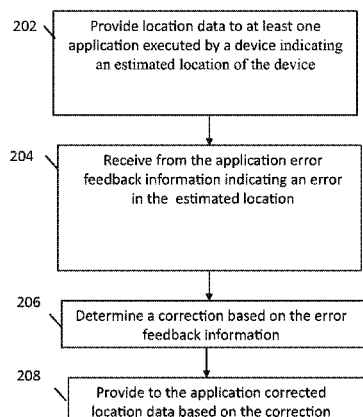 202
Provide location data to at least one
application executed by a device indicating
an estimated location of the device
204
Receive from the application error
feedback information indicating an error
in the estimated location
206
Determine a correction based on the error
feedback information
208
Provide to the application corrected
location data based on the correction